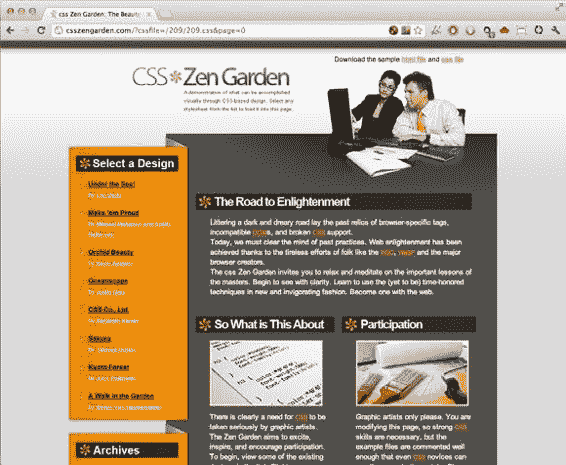 css Zen Garden: The Beauty
csszengarden.com/?cssfile=/209/209.css&page=0
Download the sample html file and css file
CSS Zen Garden
A demonstration of what can be accomplished
visually through CSS-based design. Select any
stylesheet from the list to load it into this page.
Select a Design
Under the Sea!
Make 'em Proud
Orchid Beauty
Oceanscape
CSS Co., Ltd.
Sakura
Kyoto Forest
A Walk in the Garden
Archives
The Road to Enlightenment
Littering a dark and dreary road lay the past relics of browser-specific tags,
incompatible DOMs, and broken CSS support.
Today, we must clear the mind of past practices. Web enlightenment has been
achieved thanks to the tireless efforts of folk like the W3C, WaSP and the major
browser creators.
The css Zen Garden invites you to relax and meditate on the important lessons of
the masters. Begin to see with clarity. Learn to use the (yet to be) time-honored
techniques in new and invigorating fashion. Become one with the web.
So What is This About
There is clearly a need for CSS to be
taken seriously by graphic artists.
The Zen Garden aims to excite,
inspire, and encourage participation.
To begin, view some of the existing
Participation
Graphic artists only please. You are
modifying this page, so strong CSS
skills are necessary, but the
example files are commented well
enough that even CSS novices can